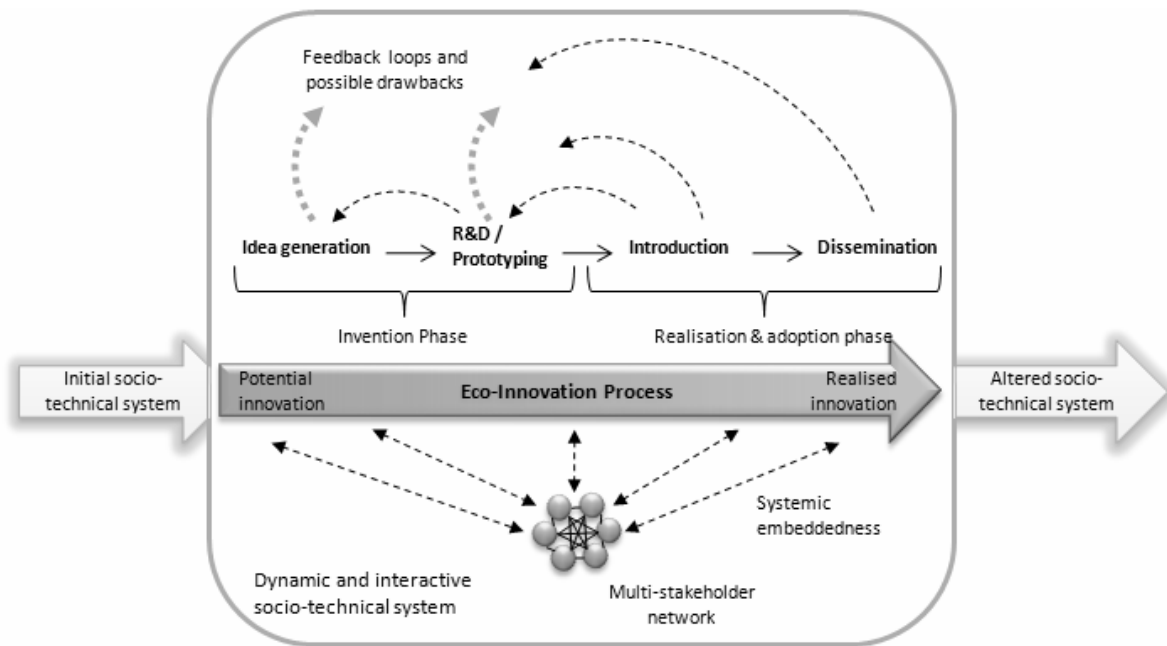 Feedback loops and
possible drawbacks
Idea generation
R&D /
Prototyping
Introduction
Dissemination
Invention Phase
Realisation & adoption phase
Initial socio-
technical system
Potential
innovation
Eco-Innovation Process
Realised
innovation
Altered socio-
technical system
Systemic
embeddedness
Dynamic and interactive
socio-technical system
Multi-stakeholder
network